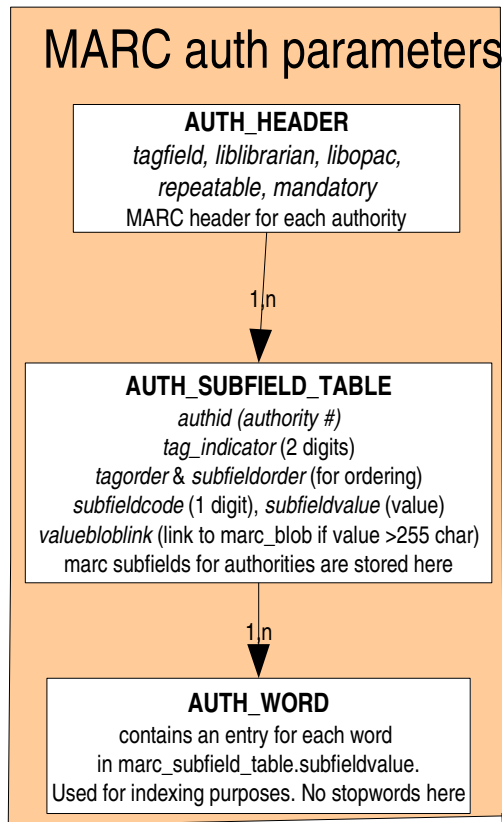 MARC auth parameters
AUTH_HEADER
tagfield, liblibrarian, libopac,
repeatable, mandatory
MARC header for each authority
1,n
AUTH_SUBFIELD_TABLE
authid (authority #)
tag_indicator (2 digits)
tagorder & subfieldorder (for ordering)
subfieldcode (1 digit), subfieldvalue (value)
valuebloblink (link to marc_blob if value >255 char)
marc subfields for authorities are stored here
1,n
AUTH_WORD
contains an entry for each word
in marc_subfield_table.subfieldvalue.
Used for indexing purposes. No stopwords here